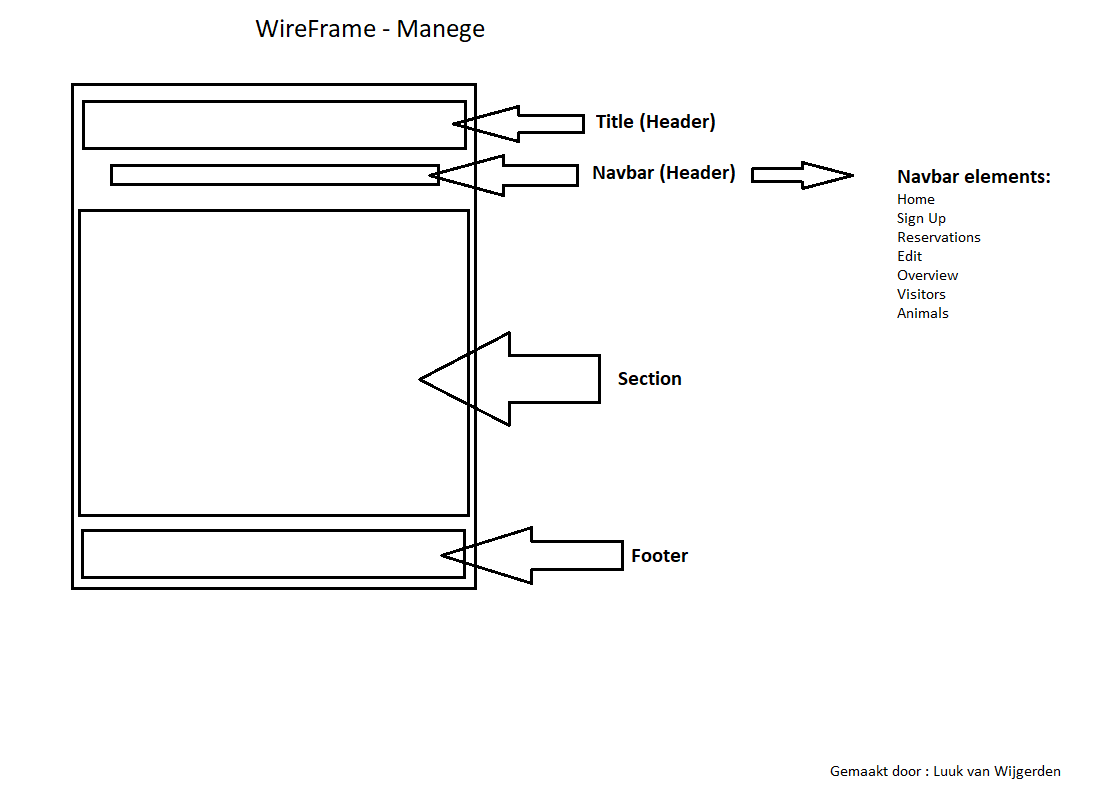 WireFrame - Manege
Title (Header)
Navbar (Header)
Navbar elements:
Home
Sign Up
Reservations
Edit
Overview
Visitors
Animals
Section
Footer
Gemaakt door : Luuk van Wijgerden